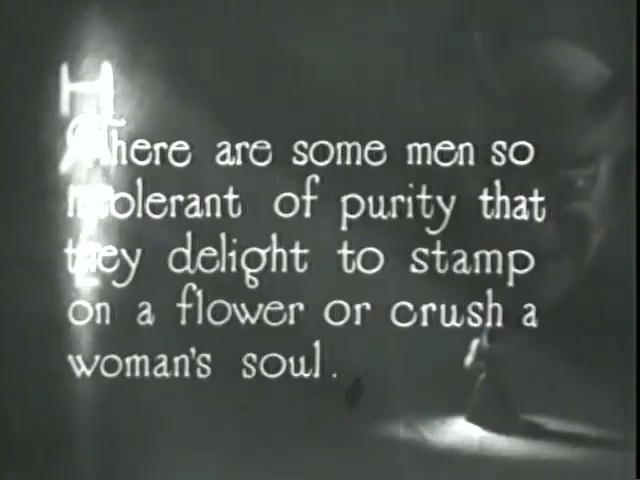 There are some men so
intolerant of purity that
they delight to stamp
on a flower or crush a
woman's soul.